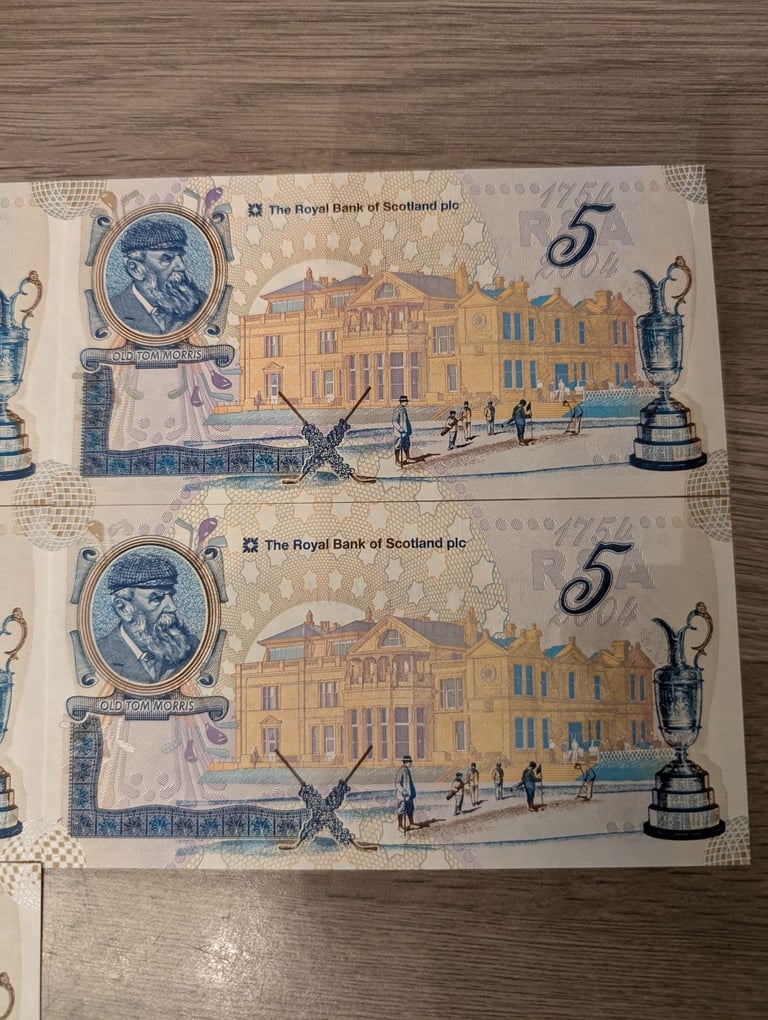 The Royal Bank of Scotland plc
1754
R&A
5
2004
OLD TOM MORRIS
The Royal Bank of Scotland plc
1754
R&A
5
2004
OLD TOM MORRIS